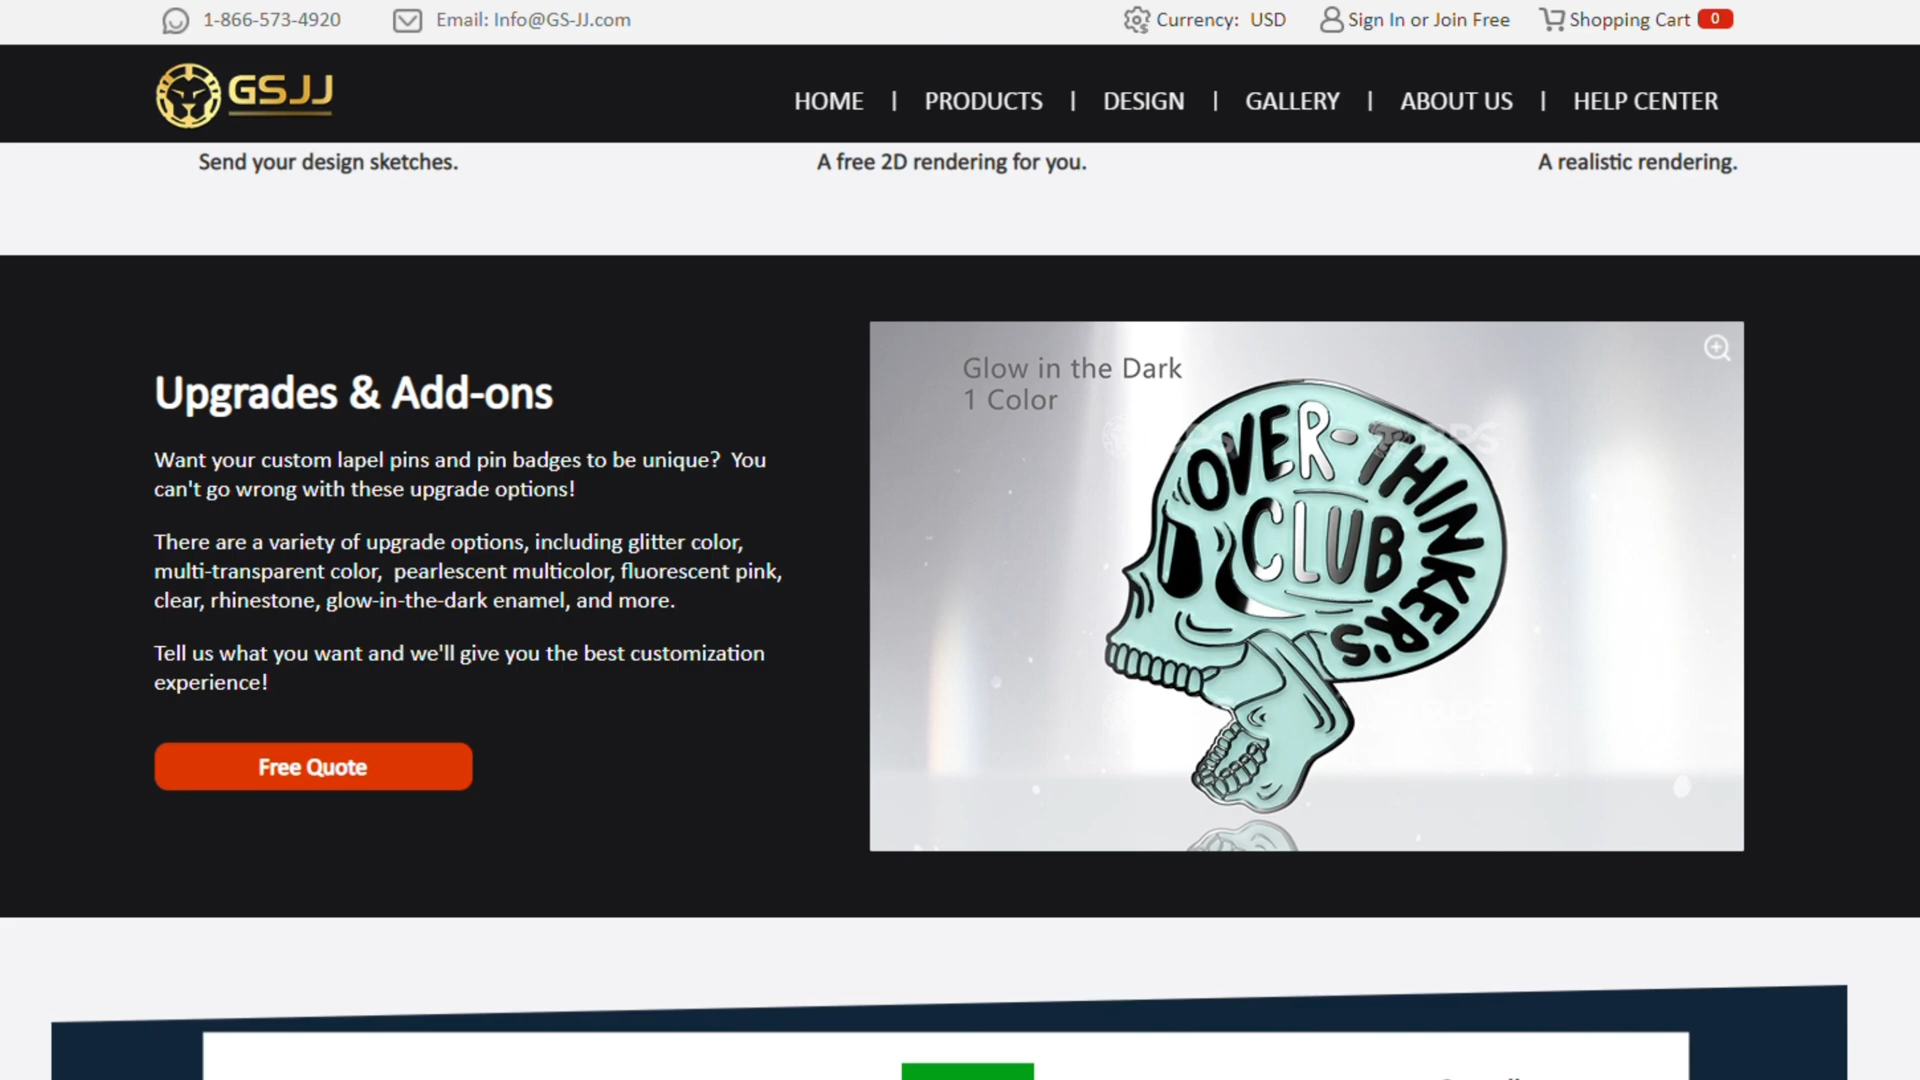 1-866-573-4920
Email: Info@GS-JJ.com
Currency: USD
Sign In or Join Free
Shopping Cart 0
GSJJ
HOME | PRODUCTS | DESIGN | GALLERY | ABOUT US | HELP CENTER
Send your design sketches.
A free 2D rendering for you.
A realistic rendering.
Upgrades & Add-ons
Want your custom lapel pins and pin badges to be unique? You
can't go wrong with these upgrade options!
There are a variety of upgrade options, including glitter color,
multi-transparent color, pearlescent multicolor, fluorescent pink,
clear, rhinestone, glow-in-the-dark enamel, and more.
Tell us what you want and we'll give you the best customization
experience!
Free Quote
Glow in the Dark
1 Color
OVER-THINKER'S
CLUB